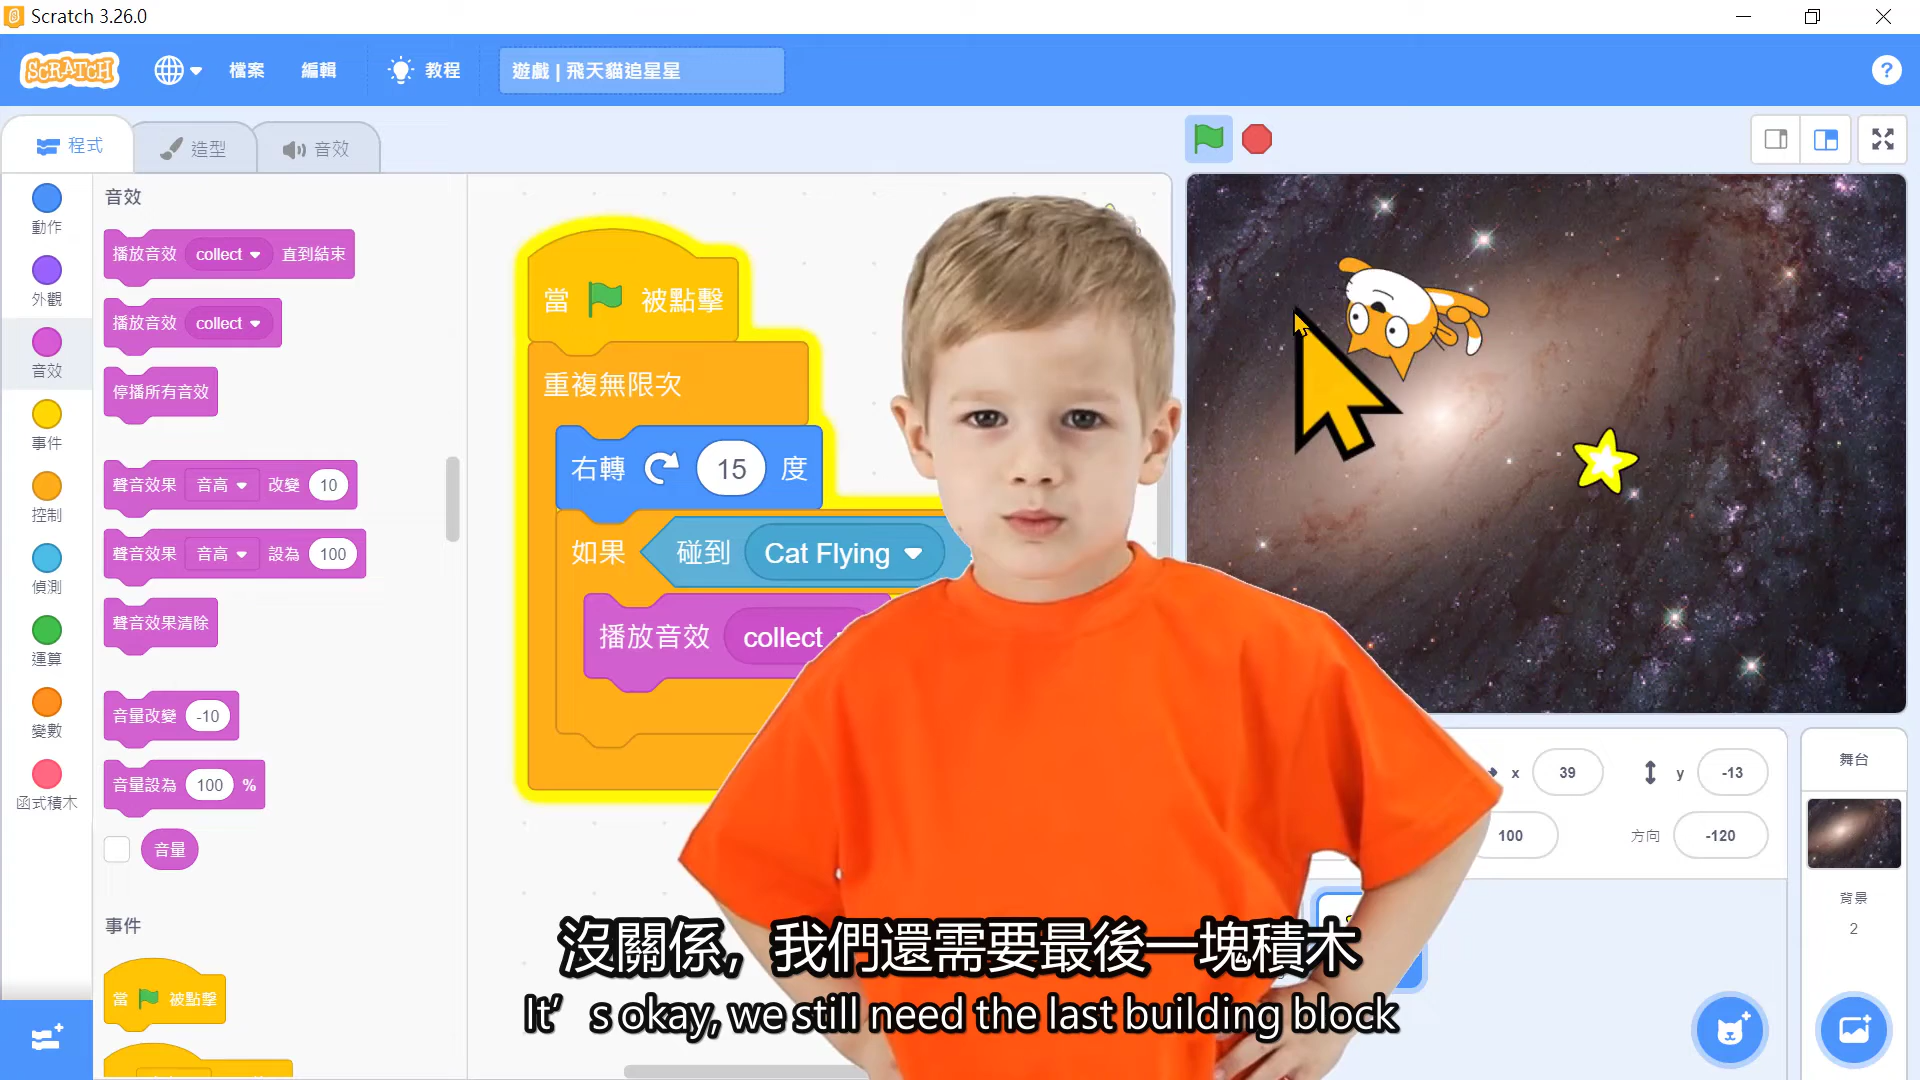 Scratch 3.26.0
SCRATCH
檔案
編輯
教程
遊戲 | 飛天貓追星星
?
程式
造型
音效
動作
外觀
音效
事件
控制
偵測
運算
變數
函式積木
音效
播放音效 collect 直到結束
播放音效 collect
停播所有音效
聲音效果 音高 改變 10
聲音效果 音高 設為 100
聲音效果清除
音量改變 -10
音量設為 100 %
音量
事件
當 被點擊
當 被點擊
重複無限次
右轉 15 度
如果 碰到 Cat Flying
播放音效 collect
x 39 y -13
100 方向 -120
舞台
背景
2
沒關係，我們還需要最後一塊積木
It's okay, we still need the last building block